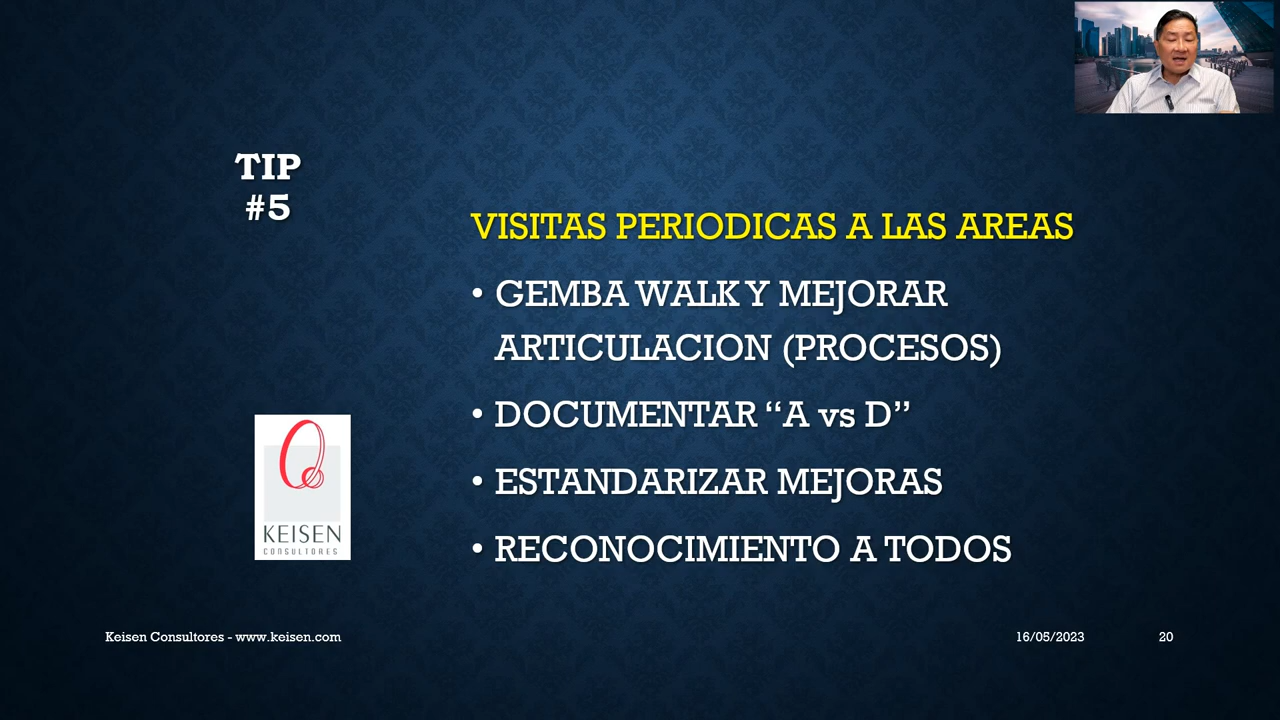 TIP
#5
VISITAS PERIODICAS A LAS AREAS
• GEMBA WALK Y MEJORAR
ARTICULACION (PROCESOS)
• DOCUMENTAR “A vs D”
• ESTANDARIZAR MEJORAS
• RECONOCIMIENTO A TODOS
KEISEN
CONSULTORES
Keisen Consultores - www.keisen.com
16/05/2023
20